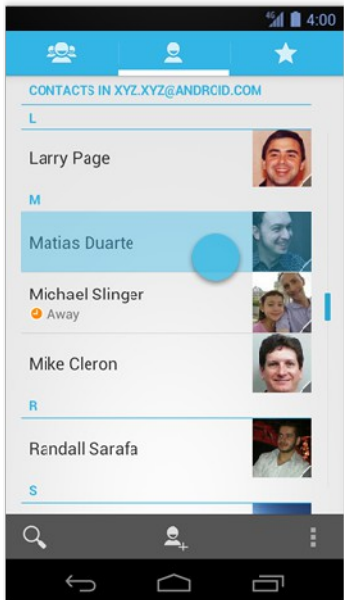 4G 4:00
CONTACTS IN XYZ.XYZ@ANDROID.COM
L
Larry Page
M
Matias Duarte
Michael Slinger
Away
Mike Cleron
R
Randall Sarafa
S